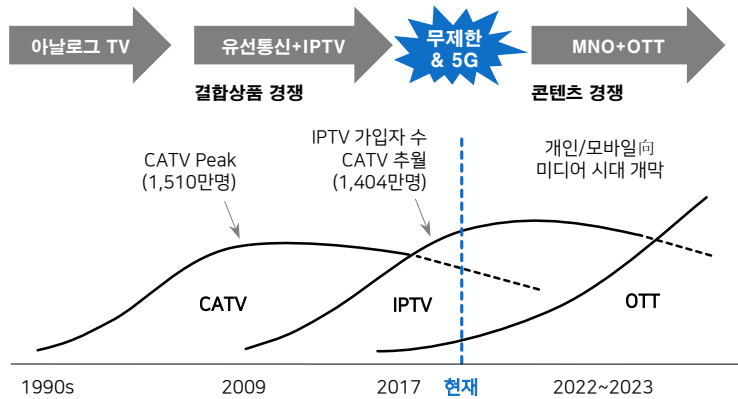 아날로그 TV
유선통신+IPTV
무제한
& 5G
MNO+OTT
결합상품 경쟁
콘텐츠 경쟁
CATV Peak
(1,510만명)
IPTV 가입자 수
CATV 추월
(1,404만명)
개인/모바일向
미디어 시대 개막
CATV
IPTV
OTT
1990s
2009
2017
현재
2022~2023